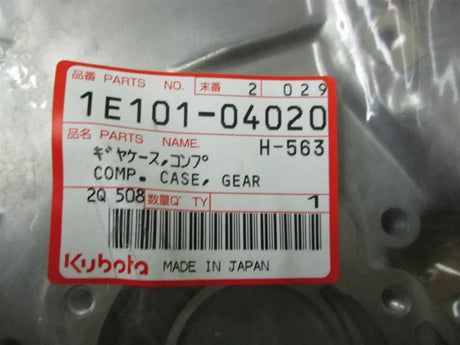 品番 PARTS NO. 末番 2 029
1E101-04020
品名 PARTS NAME. H-563
ギヤケース,コンプ
COMP. CASE, GEAR
2Q 508 数量Q'TY 1
Kubota MADE IN JAPAN